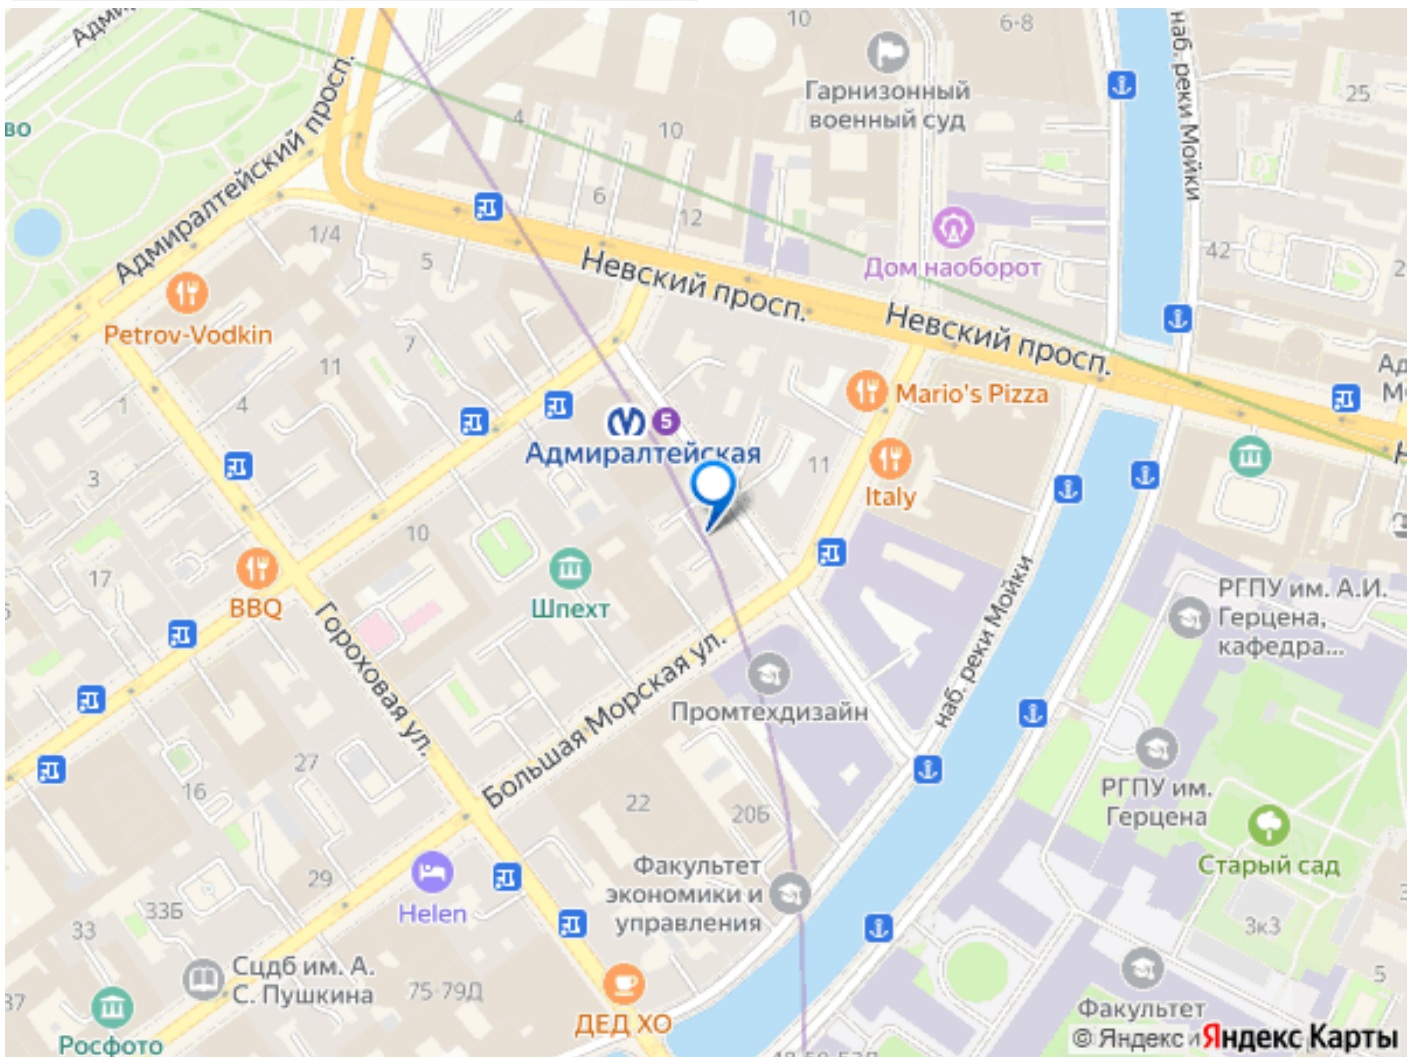 10
6-8
Гарнизонный
военный суд
наб. реки Мойки
25
Адмиралтейский просп.
4
10
6
12
1/4
5
Невский просп.
Дом наоборот
42
Petrov-Vodkin
7
11
Невский просп.
Mario's Pizza
1
4
5
Адмиралтейская
11
Italy
3
10
17
BBQ
Шпехт
Гороховая ул.
наб. реки Мойки
РГПУ им. А.И.
Герцена,
кафедра...
Большая Морская ул.
Промтехдизайн
27
16
22
20Б
РГПУ им.
Герцена
Старый сад
Факультет
экономики и
управления
29
33Б
33
Helen
3к3
Сцдб им. А.
С. Пушкина
75-79Д
5
37
ДЕД ХО
Росфото
Факультет
© Яндекс и Яндекс Карты